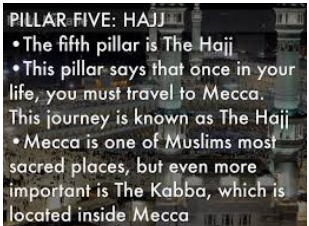 PILLAR FIVE: HAJJ
•The fifth pillar is The Hajj
•This pillar says that once in your
life, you must travel to Mecca.
This journey is known as The Hajj
•Mecca is one of Muslims most
sacred places, but even more
important is The Kabba, which is
located inside Mecca